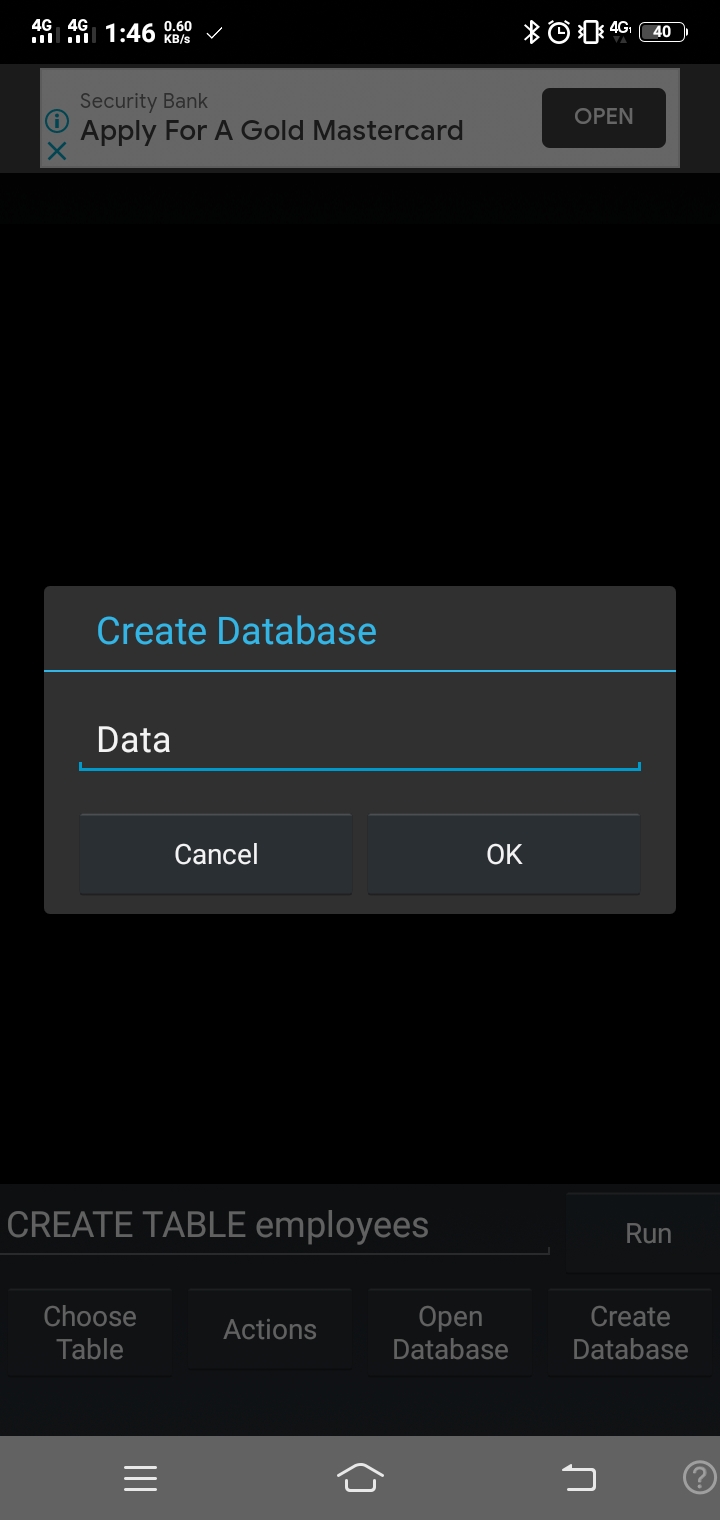 4G 4G 1:46 0.60 KB/s 4G 40
Security Bank
Apply For A Gold Mastercard
OPEN
Create Database
Data
Cancel OK
CREATE TABLE employees
Run
Choose Table
Actions
Open Database
Create Database